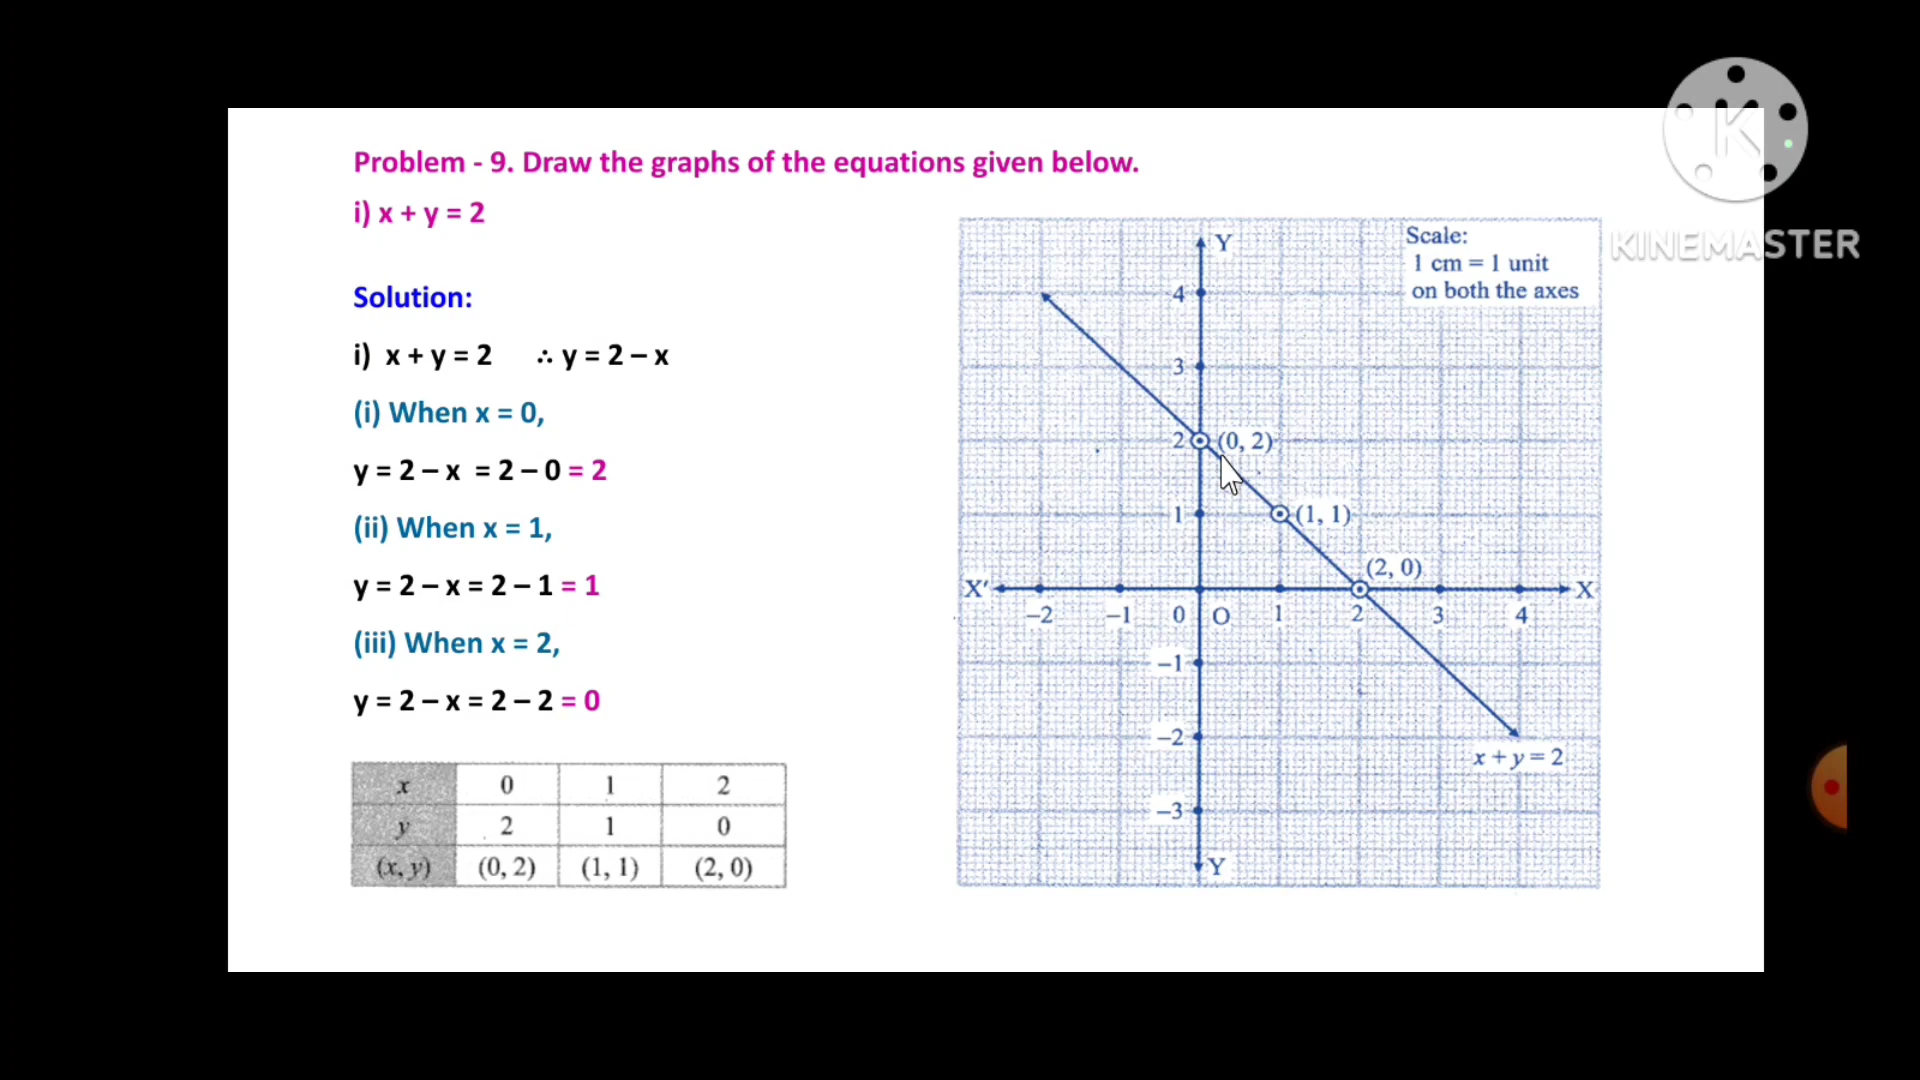 Problem - 9. Draw the graphs of the equations given below.
i) x + y = 2
Solution:
i) x + y = 2 ∴ y = 2 – x
(i) When x = 0,
y = 2 – x = 2 – 0 = 2
(ii) When x = 1,
y = 2 – x = 2 – 1 = 1
(iii) When x = 2,
y = 2 – x = 2 – 2 = 0
x 0 1 2
y 2 1 0
(x, y) (0, 2) (1, 1) (2, 0)
Scale:
1 cm = 1 unit
on both the axes
Y
4
3
2 (0, 2)
1 (1, 1)
(2, 0)
X′ X
–2 –1 0 O 1 2 3 4
–1
–2
x + y = 2
–3
Y
K
KINEMASTER